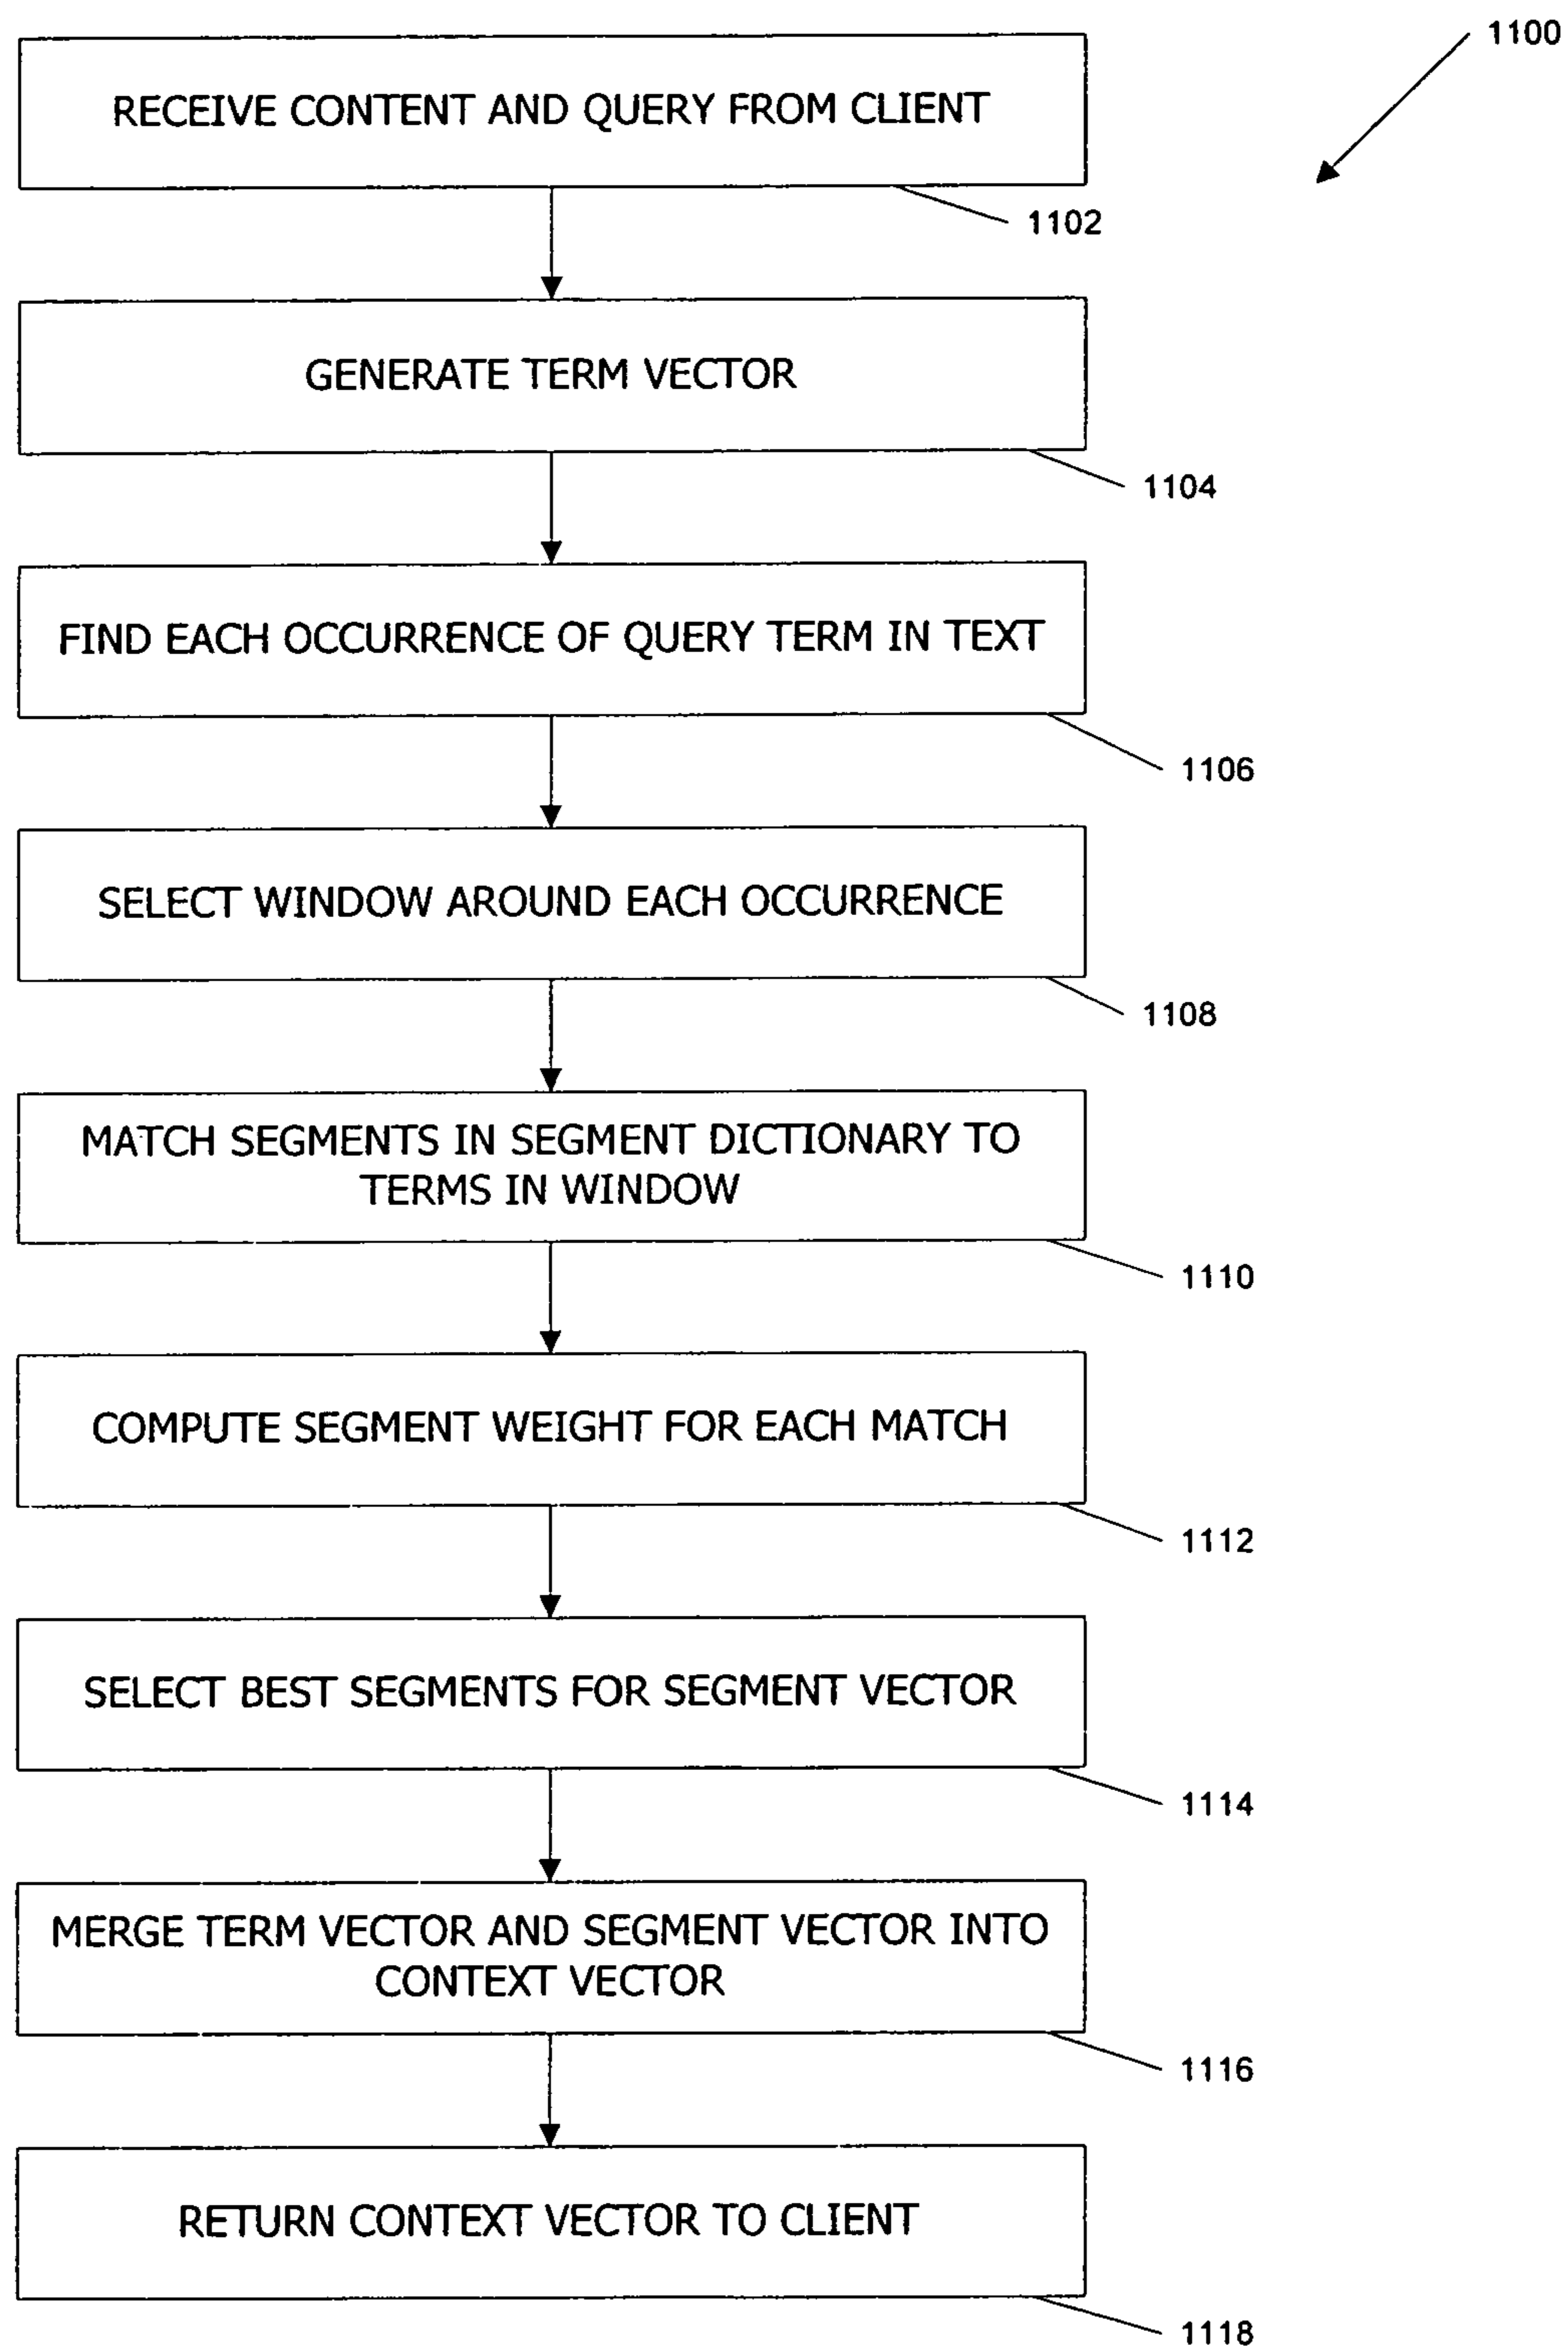 1100
RECEIVE CONTENT AND QUERY FROM CLIENT
1102
GENERATE TERM VECTOR
1104
FIND EACH OCCURRENCE OF QUERY TERM IN TEXT
1106
SELECT WINDOW AROUND EACH OCCURRENCE
1108
MATCH SEGMENTS IN SEGMENT DICTIONARY TO
TERMS IN WINDOW
1110
COMPUTE SEGMENT WEIGHT FOR EACH MATCH
1112
SELECT BEST SEGMENTS FOR SEGMENT VECTOR
1114
MERGE TERM VECTOR AND SEGMENT VECTOR INTO
CONTEXT VECTOR
1116
RETURN CONTEXT VECTOR TO CLIENT
1118